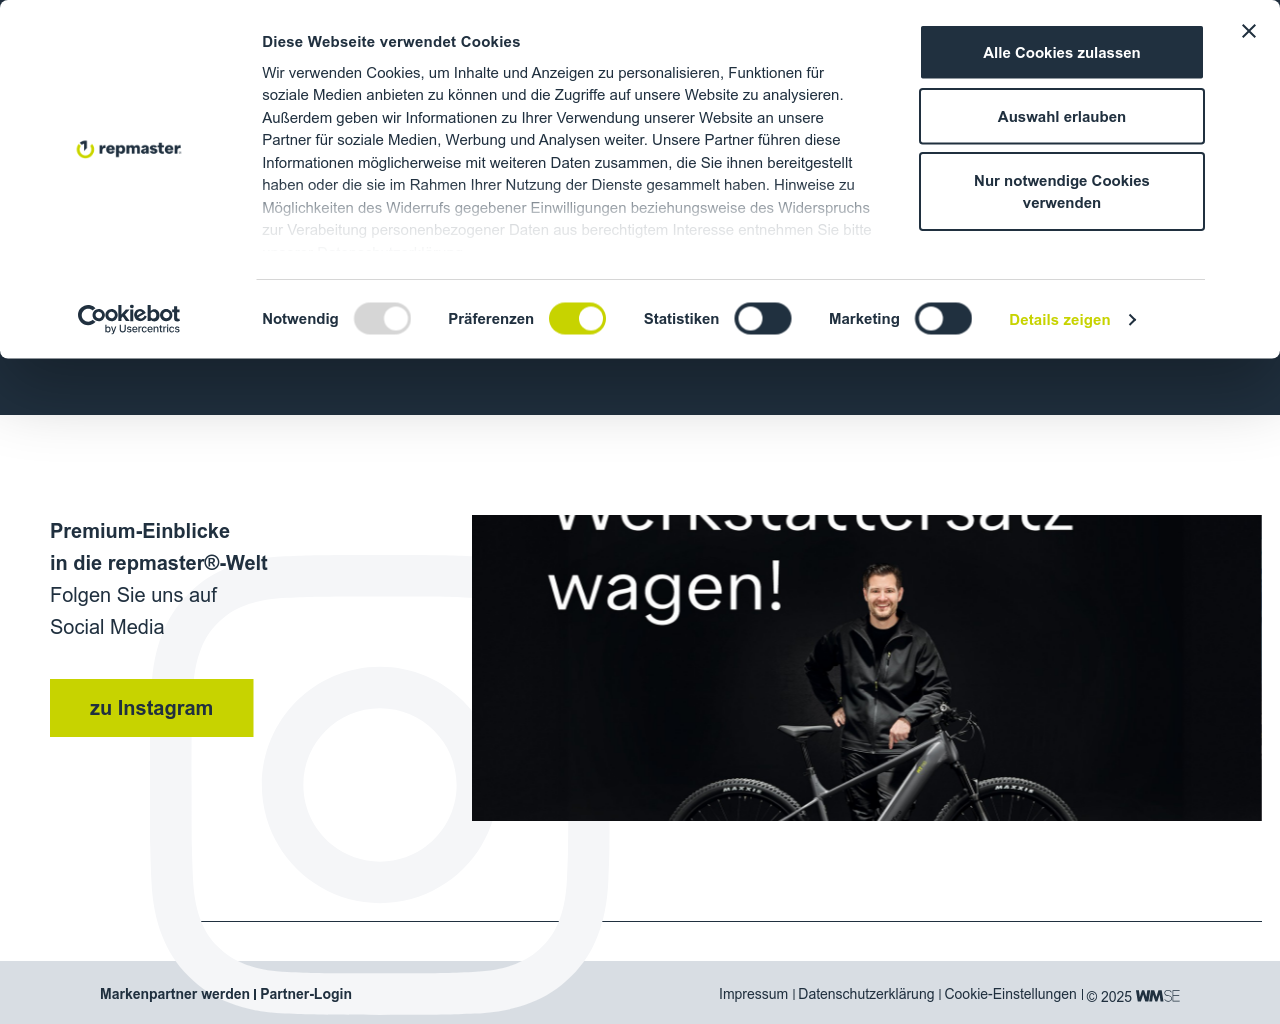 Diese Webseite verwendet Cookies
Wir verwenden Cookies, um Inhalte und Anzeigen zu personalisieren, Funktionen für
soziale Medien anbieten zu können und die Zugriffe auf unsere Website zu analysieren.
Außerdem geben wir Informationen zu Ihrer Verwendung unserer Website an unsere
Partner für soziale Medien, Werbung und Analysen weiter. Unsere Partner führen diese
Informationen möglicherweise mit weiteren Daten zusammen, die Sie ihnen bereitgestellt
haben oder die sie im Rahmen Ihrer Nutzung der Dienste gesammelt haben. Hinweise zu
Möglichkeiten des Widerrufs gegebener Einwilligungen beziehungsweise des Widerspruchs
zur Verabeitung personenbezogener Daten aus berechtigtem Interesse entnehmen Sie bitte
Alle Cookies zulassen
Auswahl erlauben
Nur notwendige Cookies
verwenden
repmaster
Cookiebot
by Usercentrics
Notwendig
Präferenzen
Statistiken
Marketing
Details zeigen
Premium-Einblicke
in die repmaster®-Welt
Folgen Sie uns auf
Social Media
zu Instagram
Werkstattersatz
wagen!
MAXXIS
MAXXIS
Markenpartner werden | Partner-Login
Impressum | Datenschutzerklärung | Cookie-Einstellungen | © 2025 WMSE